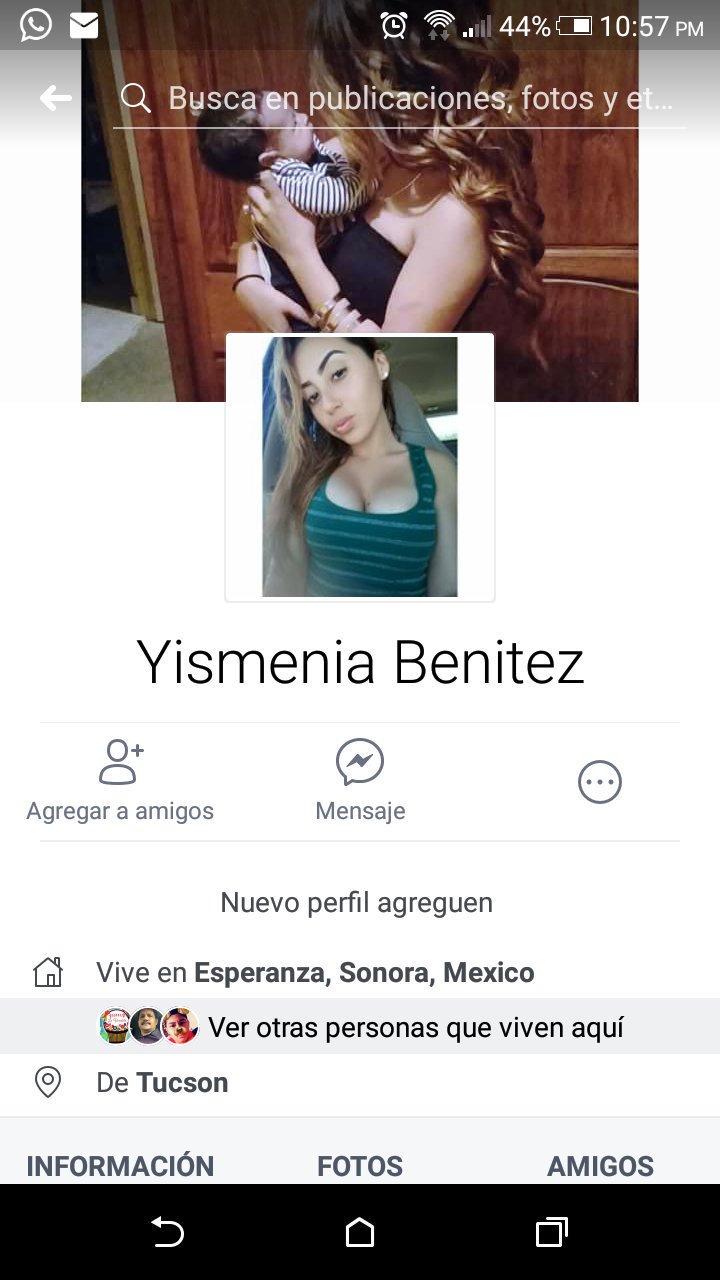 44% 10:57 PM
Busca en publicaciones, fotos y et...
Yismenia Benitez
Agregar a amigos
Mensaje
Nuevo perfil agreguen
Vive en Esperanza, Sonora, Mexico
Ver otras personas que viven aquí
De Tucson
INFORMACIÓN FOTOS AMIGOS